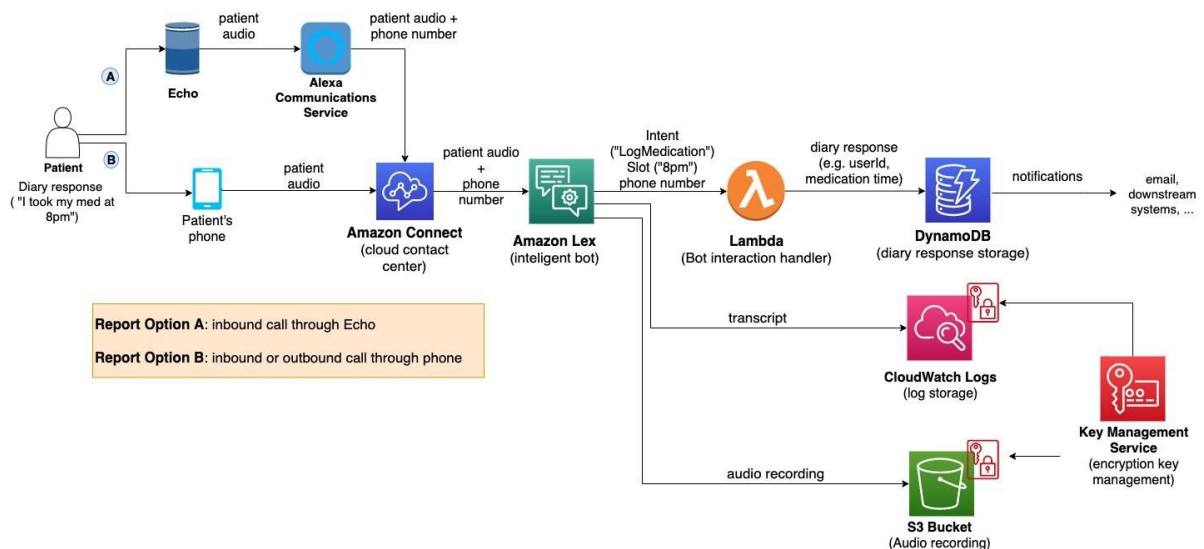 patient
audio
patient audio +
phone number
A
Echo
Alexa
Communications
Service
B
Patient
Diary response
( "I took my med at
8pm")
Patient's
phone
patient
audio
Amazon Connect
(cloud contact
center)
patient audio
+
phone
number
Amazon Lex
(inteligent bot)
Intent
("LogMedication")
Slot ("8pm")
phone number
Lambda
(Bot interaction handler)
diary response
(e.g. userId,
medication time)
DynamoDB
(diary response storage)
notifications
email,
downstream
systems, ...
Report Option A: inbound call through Echo
Report Option B: inbound or outbound call through phone
transcript
CloudWatch Logs
(log storage)
Key Management
Service
(encryption key
management)
audio recording
S3 Bucket
(Audio recording)